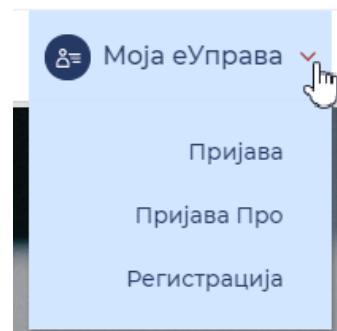 Моја еУправа
Пријава
Пријава Про
Регистрација